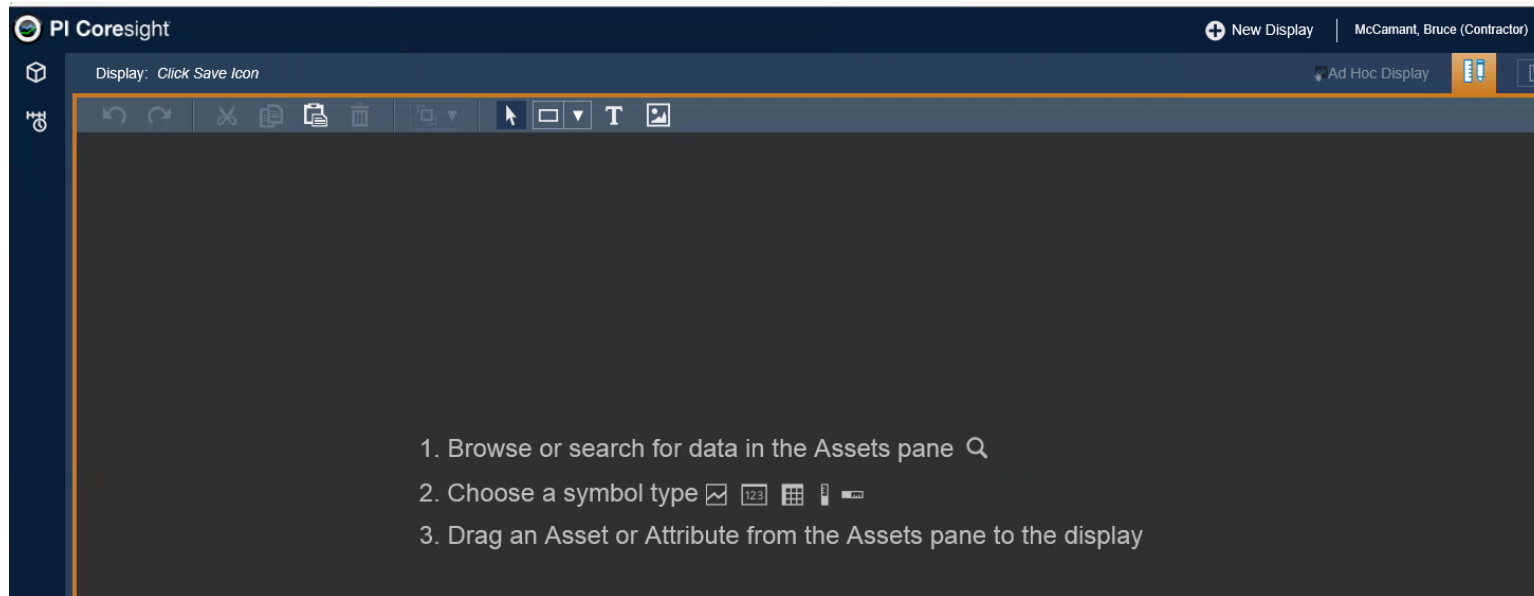 PI Coresight
New Display
McCamant, Bruce (Contractor)
Display: Click Save Icon
Ad Hoc Display
T
1. Browse or search for data in the Assets pane
2. Choose a symbol type
123
3. Drag an Asset or Attribute from the Assets pane to the display